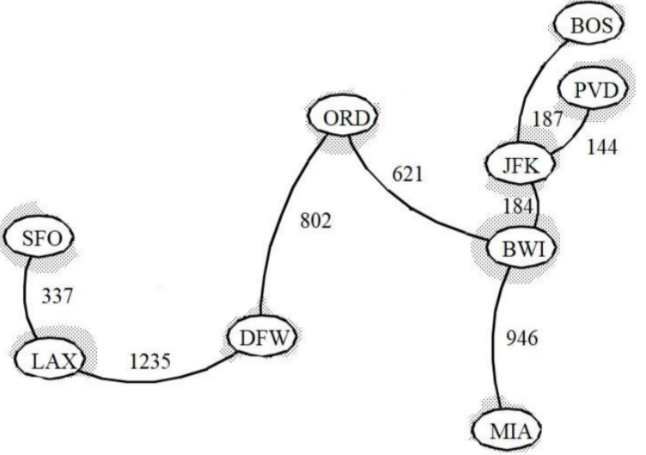 BOS
PVD
187
ORD
144
JFK
621
184
802
SFO
BWI
337
DFW
946
LAX
1235
MIA